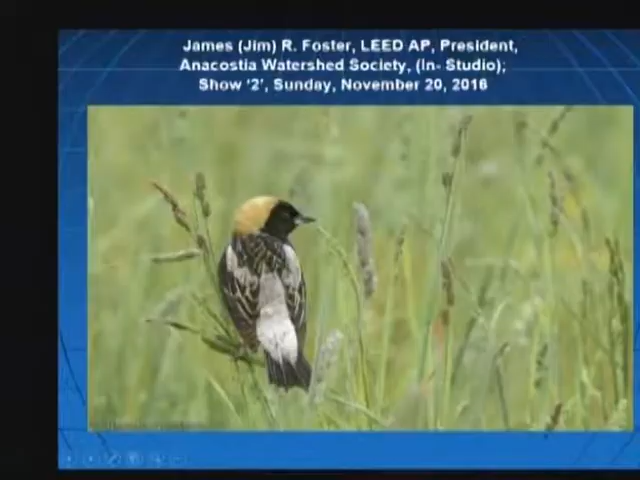 James (Jim) R. Foster, LEED AP, President,
Anacostia Watershed Society, (In- Studio);
Show '2', Sunday, November 20, 2016